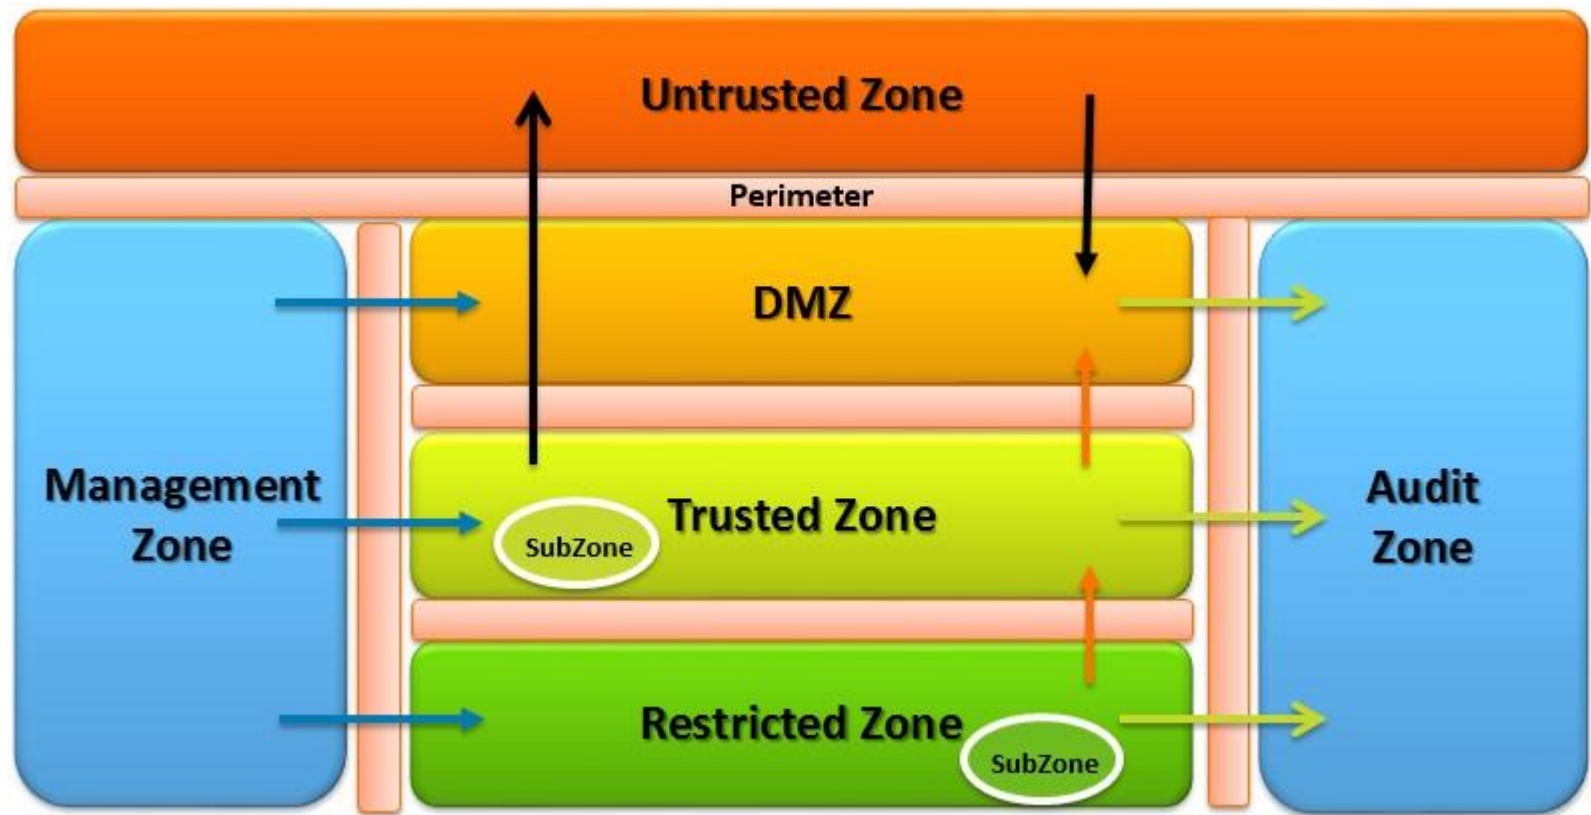 Untrusted Zone
Perimeter
DMZ
Management
Zone
Trusted Zone
SubZone
Audit
Zone
Restricted Zone
SubZone